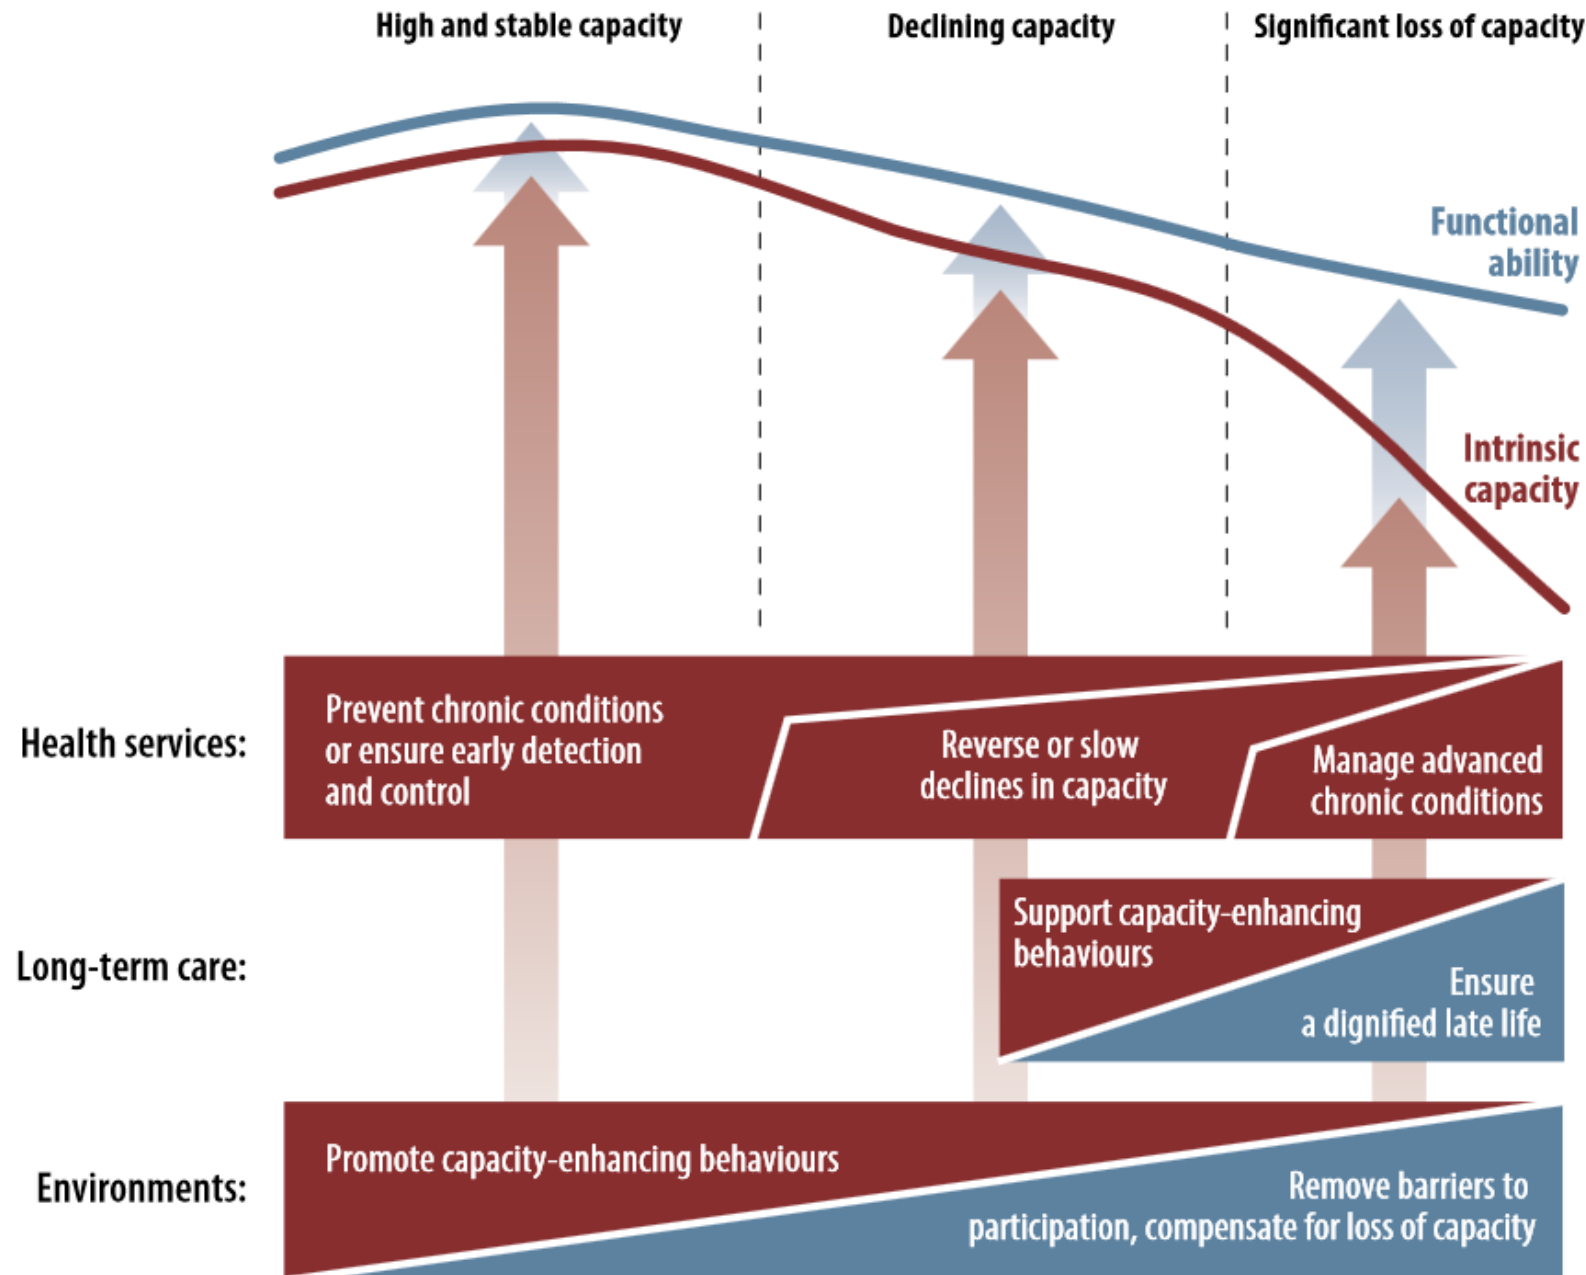 High and stable capacity
Declining capacity
Significant loss of capacity
Functional
ability
Intrinsic
capacity
Health services:
Prevent chronic conditions
or ensure early detection
and control
Reverse or slow
declines in capacity
Manage advanced
chronic conditions
Long-term care:
Support capacity-enhancing
behaviours
Ensure
a dignified late life
Environments:
Promote capacity-enhancing behaviours
Remove barriers to
participation, compensate for loss of capacity